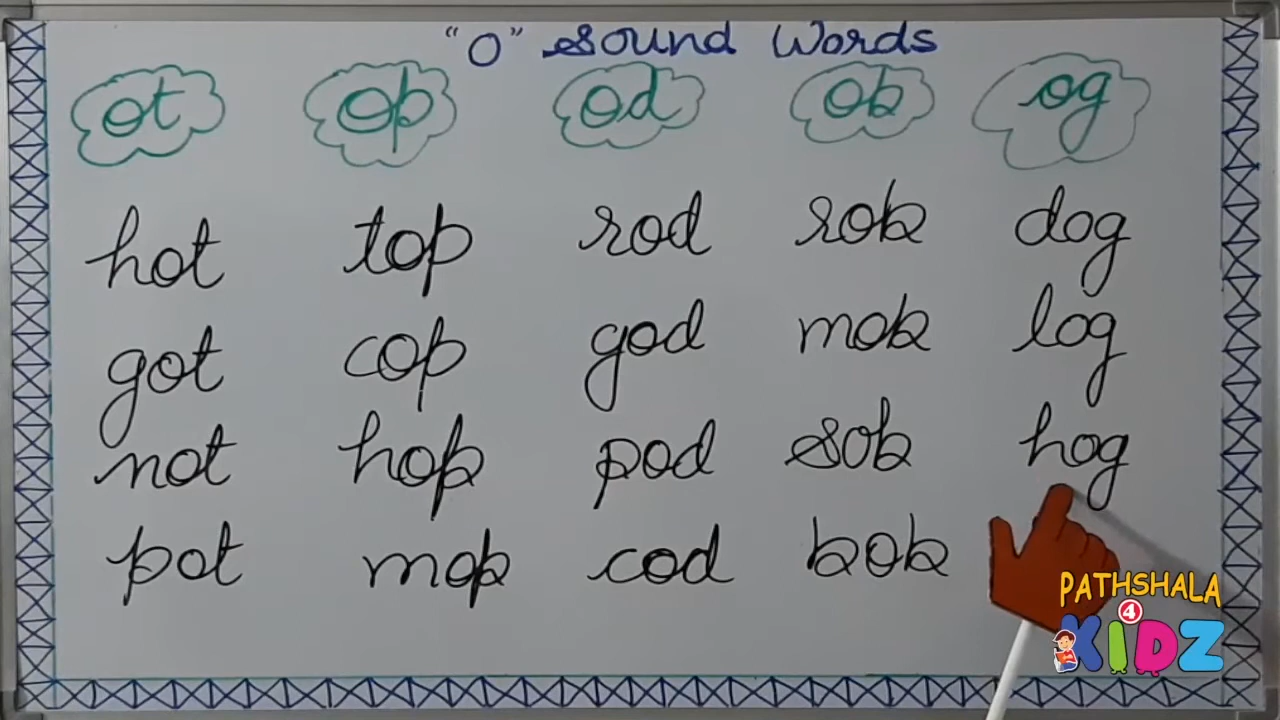 "O" Sound Words
ot op od ob og
hot top rod rob dog
got cop god mob log
not hop pod sob hog
pot mop cod bob
PATHSHALA
4
KIDZ